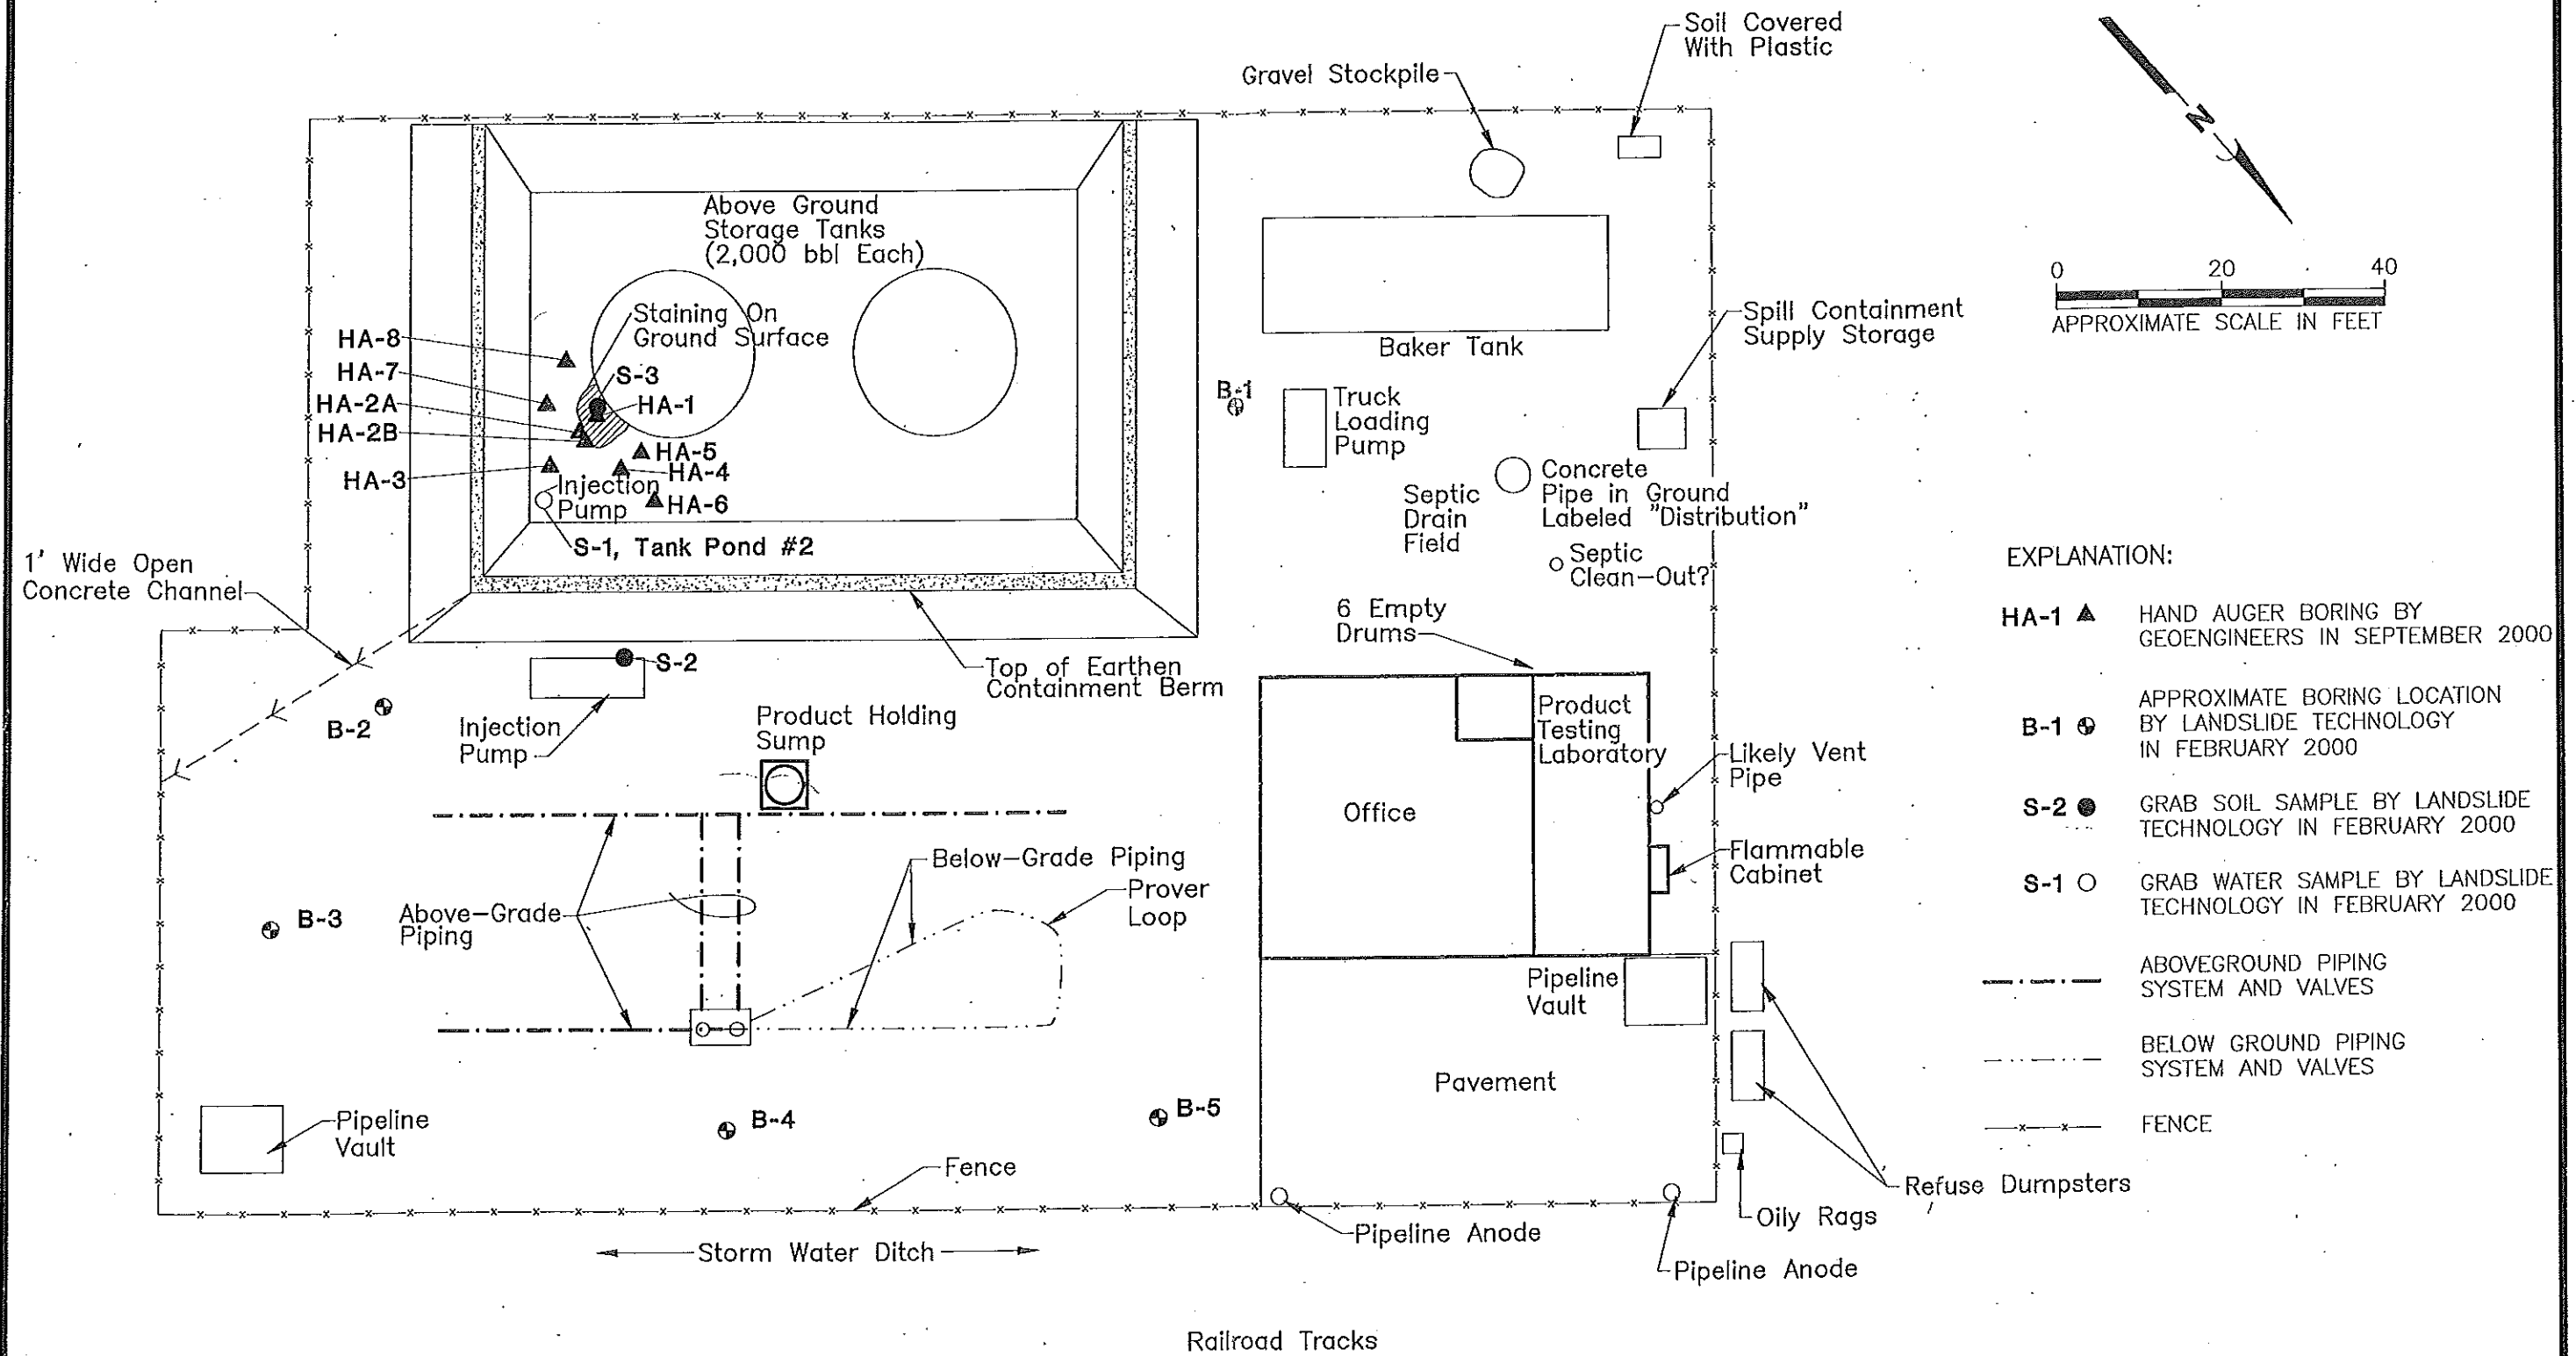 Soil Covered
With Plastic
Gravel Stockpile
N
0 20 40
APPROXIMATE SCALE IN FEET
Above Ground
Storage Tanks
(2,000 bbl Each)
Staining On
Ground Surface
HA-8
HA-7
HA-2A
HA-2B
HA-3
S-3
HA-1
HA-5
HA-4
HA-6
Injection
Pump
S-1, Tank Pond #2
Baker Tank
B-1
Truck
Loading
Pump
Spill Containment
Supply Storage
Concrete
Pipe in Ground
Labeled "Distribution"
Septic
Drain
Field
Septic
Clean-Out?
1' Wide Open
Concrete Channel
6 Empty
Drums
S-2
Top of Earthen
Containment Berm
B-2
Injection
Pump
Product Holding
Sump
Product
Testing
Laboratory
Office
Likely Vent
Pipe
Flammable
Cabinet
Below-Grade Piping
Prover
Loop
Above-Grade
Piping
B-3
Pipeline
Vault
Pavement
B-4
B-5
Pipeline
Vault
Fence
Refuse Dumpsters
Oily Rags
Pipeline Anode
Pipeline Anode
Storm Water Ditch
Railroad Tracks
EXPLANATION:
HA-1 HAND AUGER BORING BY
GEOENGINEERS IN SEPTEMBER 2000
APPROXIMATE BORING LOCATION
B-1 BY LANDSLIDE TECHNOLOGY
IN FEBRUARY 2000
S-2 GRAB SOIL SAMPLE BY LANDSLIDE
TECHNOLOGY IN FEBRUARY 2000
S-1 GRAB WATER SAMPLE BY LANDSLIDE
TECHNOLOGY IN FEBRUARY 2000
ABOVEGROUND PIPING
SYSTEM AND VALVES
BELOW GROUND PIPING
SYSTEM AND VALVES
FENCE